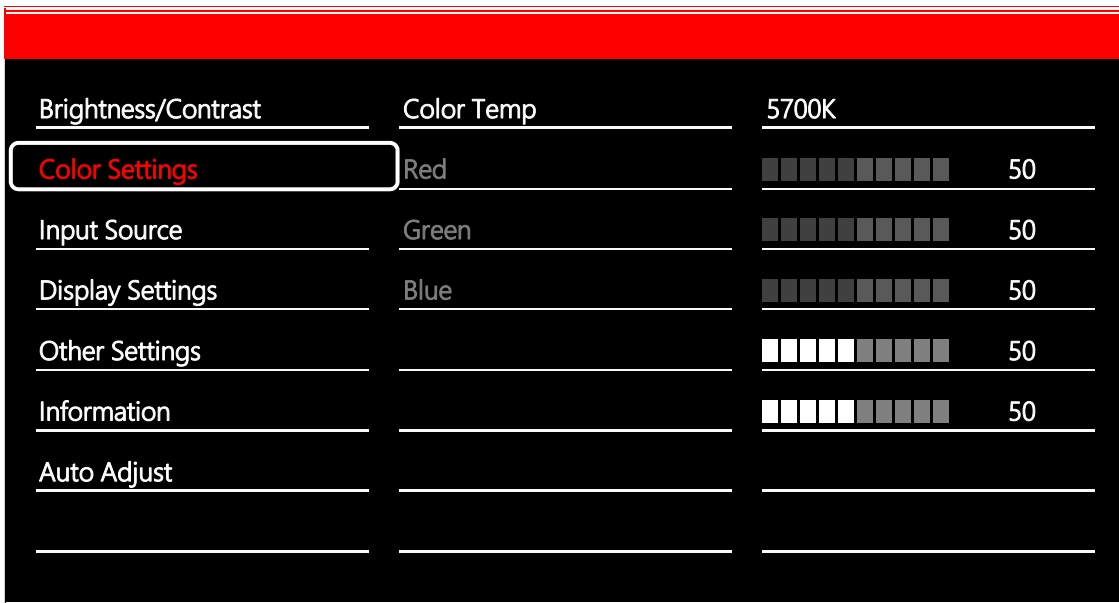 Brightness/Contrast Color Temp 5700K
Color Settings Red 50
Input Source Green 50
Display Settings Blue 50
Other Settings 50
Information 50
Auto Adjust